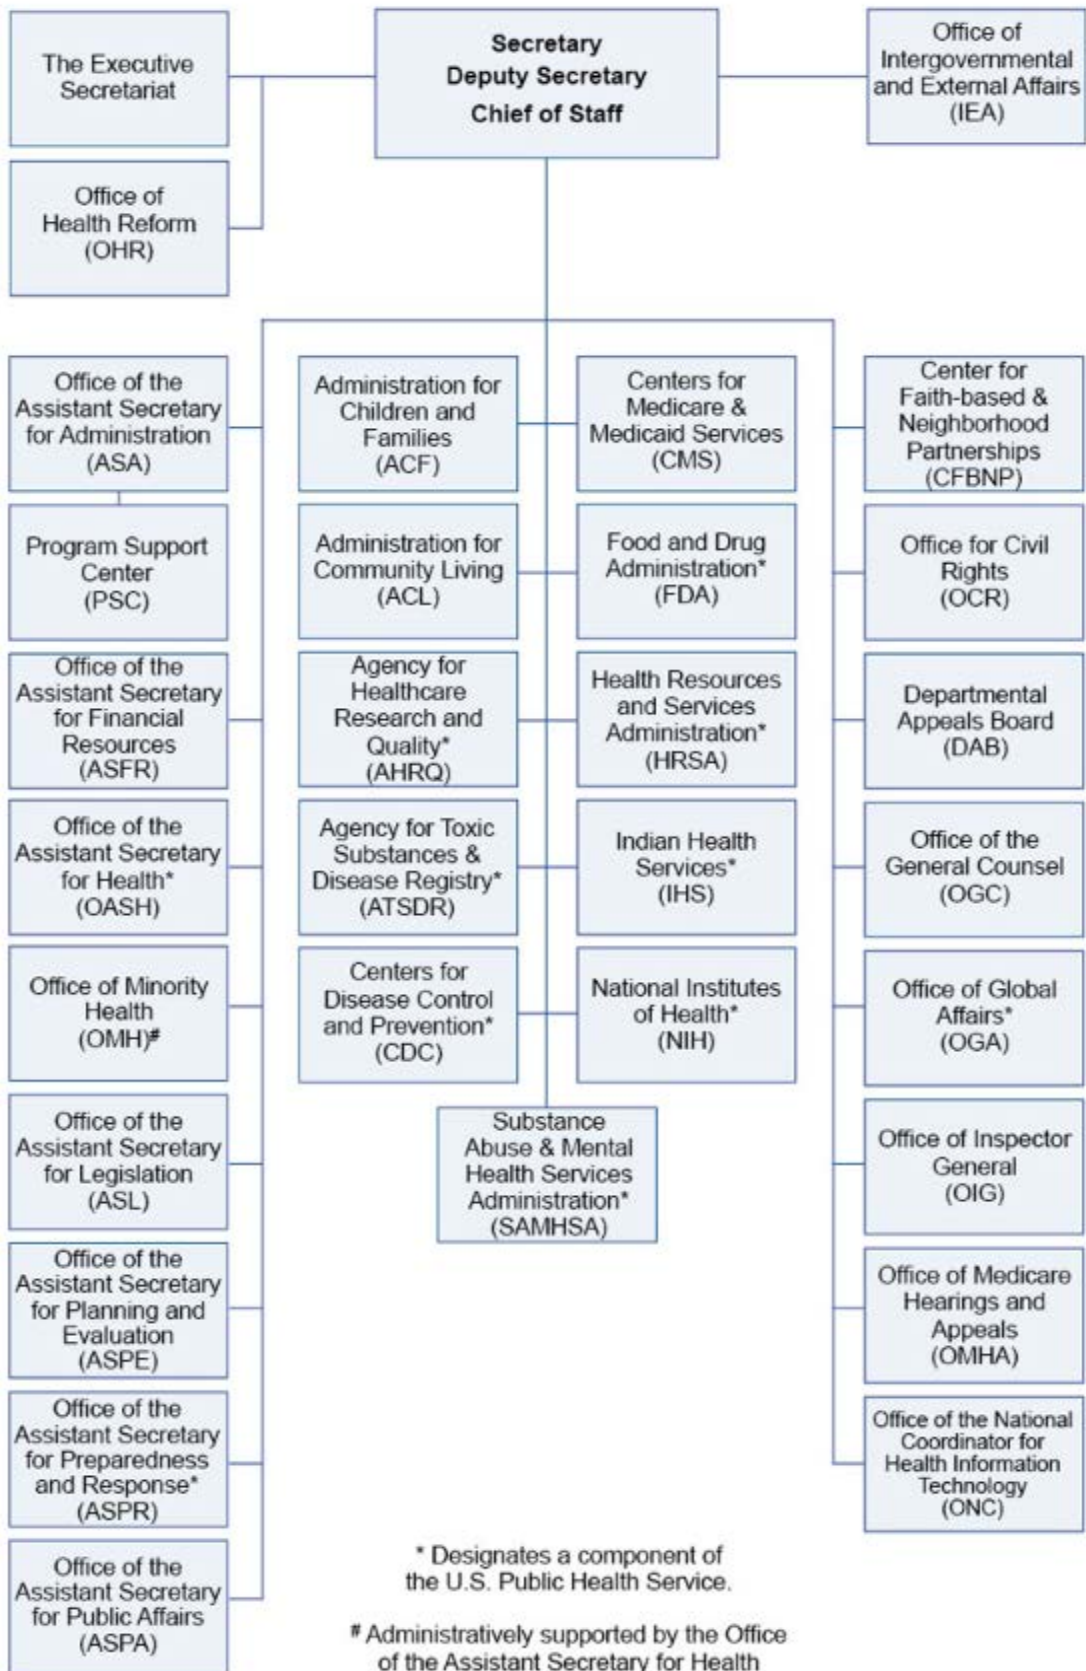 The Executive
Secretariat
Secretary
Deputy Secretary
Chief of Staff
Office of
Intergovernmental
and External Affairs
(IEA)
Office of
Health Reform
(OHR)
Office of the
Assistant Secretary
for Administration
(ASA)
Program Support
Center
(PSC)
Office of the
Assistant Secretary
for Financial
Resources
(ASFR)
Office of the
Assistant Secretary
for Health*
(OASH)
Office of Minority
Health
(OMH)#
Office of the
Assistant Secretary
for Legislation
(ASL)
Office of the
Assistant Secretary
for Planning and
Evaluation
(ASPE)
Office of the
Assistant Secretary
for Preparedness
and Response*
(ASPR)
Office of the
Assistant Secretary
for Public Affairs
(ASPA)
Administration for
Children and
Families
(ACF)
Administration for
Community Living
(ACL)
Agency for
Healthcare
Research and
Quality*
(AHRQ)
Agency for Toxic
Substances &
Disease Registry*
(ATSDR)
Centers for
Disease Control
and Prevention*
(CDC)
Centers for
Medicare &
Medicaid Services
(CMS)
Food and Drug
Administration*
(FDA)
Health Resources
and Services
Administration*
(HRSA)
Indian Health
Services*
(IHS)
National Institutes
of Health*
(NIH)
Substance
Abuse & Mental
Health Services
Administration*
(SAMHSA)
Center for
Faith-based &
Neighborhood
Partnerships
(CFBNP)
Office for Civil
Rights
(OCR)
Departmental
Appeals Board
(DAB)
Office of the
General Counsel
(OGC)
Office of Global
Affairs*
(OGA)
Office of Inspector
General
(OIG)
Office of Medicare
Hearings and
Appeals
(OMHA)
Office of the National
Coordinator for
Health Information
Technology
(ONC)
* Designates a component of
the U.S. Public Health Service.
# Administratively supported by the Office
of the Assistant Secretary for Health